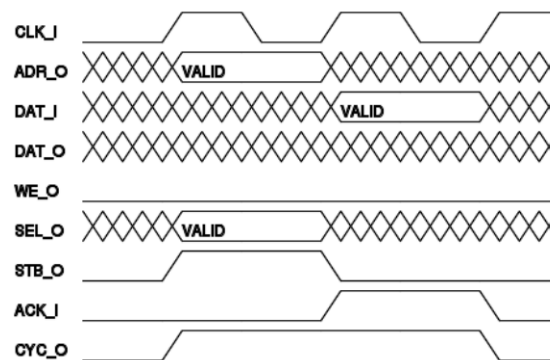 CLK_I
ADR_O VALID
DAT_I VALID
DAT_O
WE_O
SEL_O VALID
STB_O
ACK_I
CYC_O